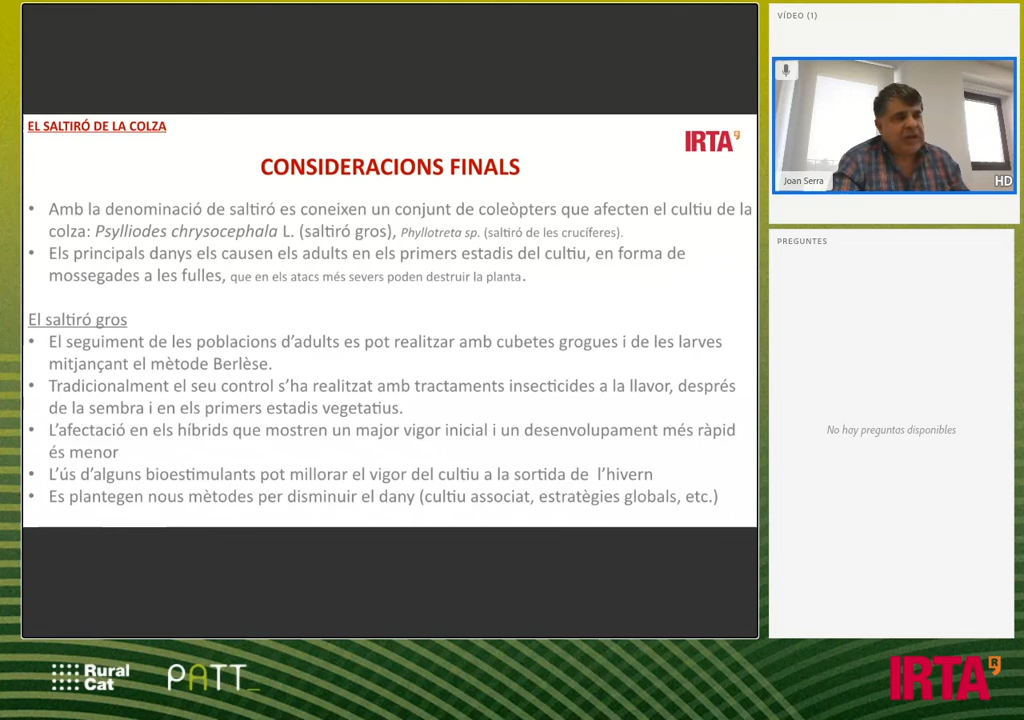 EL SALTIRÓ DE LA COLZA
IRTA
CONSIDERACIONS FINALS
• Amb la denominació de saltiró es coneixen un conjunt de coleòpters que afecten el cultiu de la
colza: Psylliodes chrysocephala L. (saltiró gros), Phyllotreta sp. (saltiró de les crucíferes).
• Els principals danys els causen els adults en els primers estadis del cultiu, en forma de
mossegades a les fulles, que en els atacs més severs poden destruir la planta.
El saltiró gros
• El seguiment de les poblacions d’adults es pot realitzar amb cubetes grogues i de les larves
mitjançant el mètode Berlèse.
• Tradicionalment el seu control s’ha realitzat amb tractaments insecticides a la llavor, després
de la sembra i en els primers estadis vegetatius.
• L’afectació en els híbrids que mostren un major vigor inicial i un desenvolupament més ràpid
és menor
• L’ús d’alguns bioestimulants pot millorar el vigor del cultiu a la sortida de l’hivern
• Es plantegen nous mètodes per disminuir el dany (cultiu associat, estratègies globals, etc.)
VÍDEO (1)
Joan Serra
HD
PREGUNTES
No hay preguntas disponibles
Rural
Cat
PATT_
IRTA